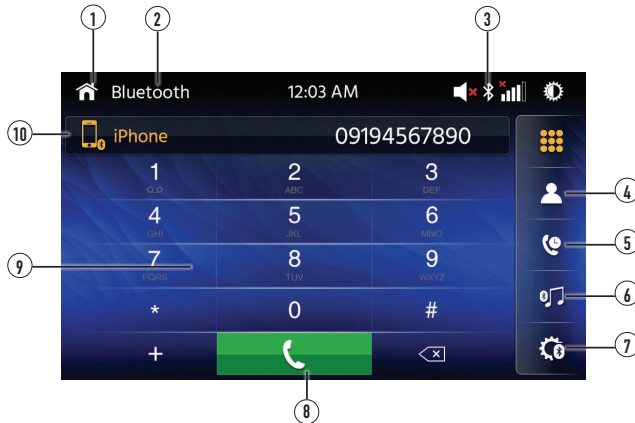 1 2 3
Bluetooth 12:03 AM
10 iPhone 09194567890
1 2 3
ABC DEF
4 5 6
GHI JKL MNO
7 8 9
PQRS TUV WXYZ
* 0 #
+
4
5
6
7
8
9